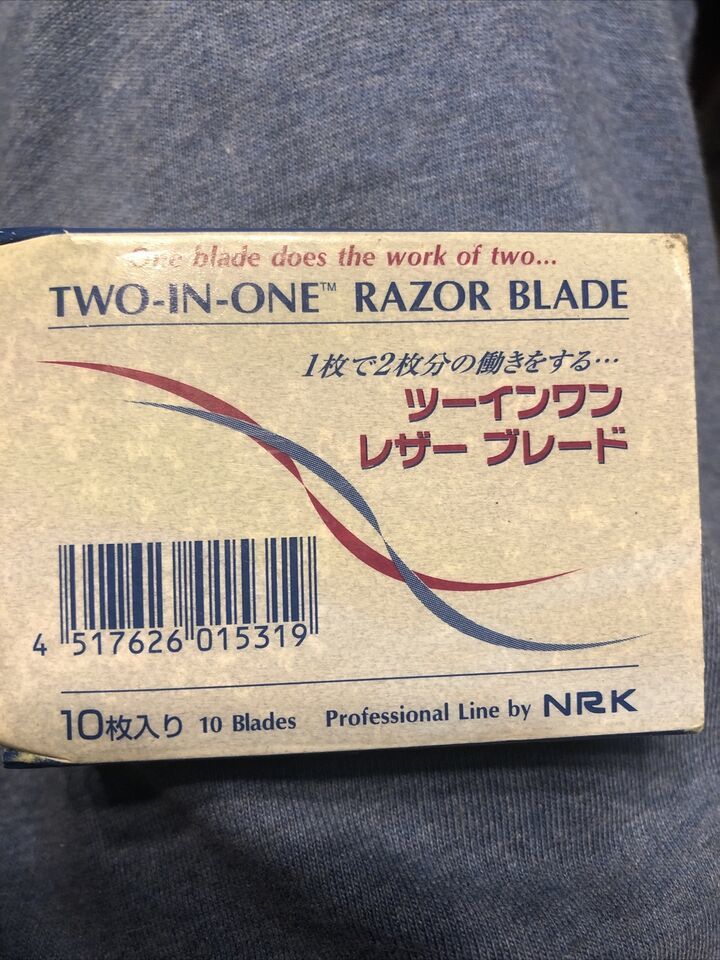 One blade does the work of two...
TWO-IN-ONE™ RAZOR BLADE
1枚で2枚分の働きをする…
ツーインワン
レザー ブレード
4 517626 015319
10枚入り 10 Blades Professional Line by NRK